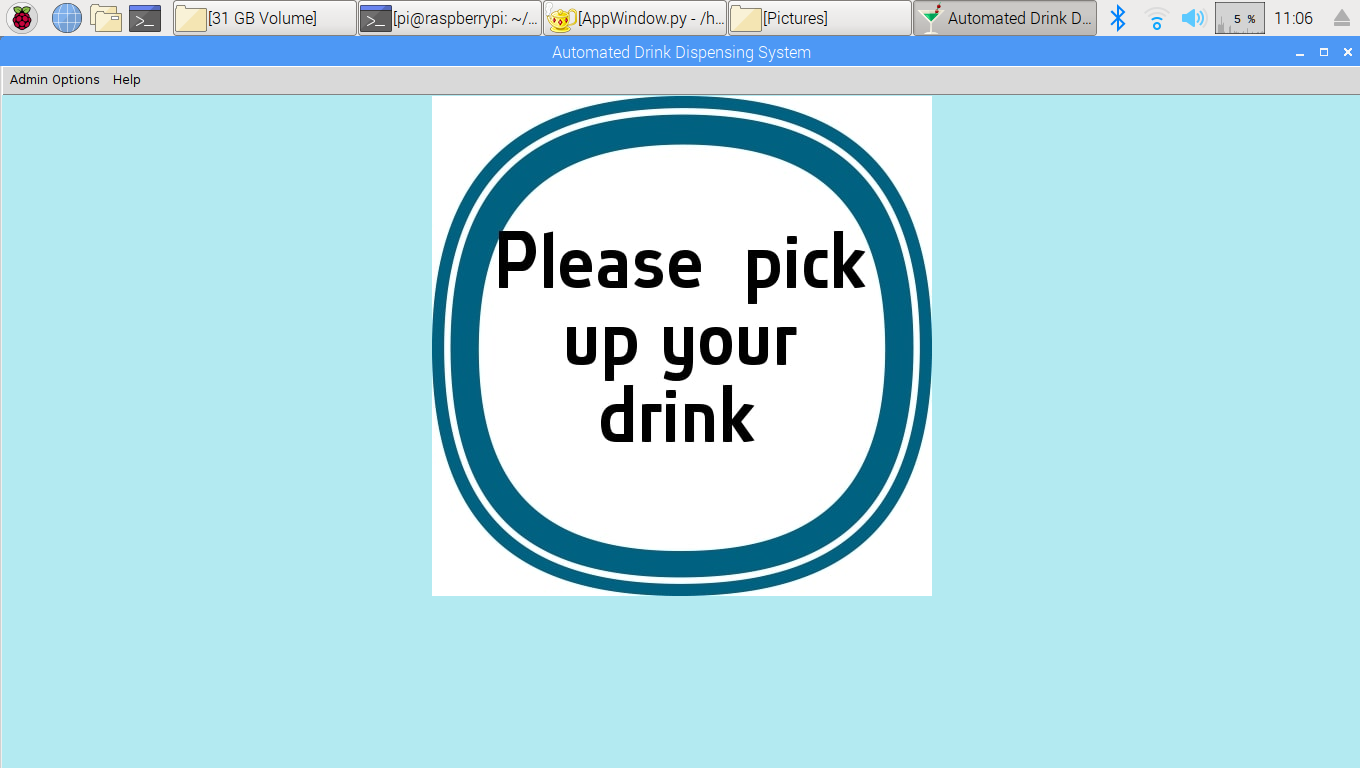 [31 GB Volume]
[pi@raspberrypi: ~/...
[AppWindow.py - /h...
[Pictures]
Automated Drink D...
5 %
11:06
Automated Drink Dispensing System
Admin Options Help
Please pick
up your
drink